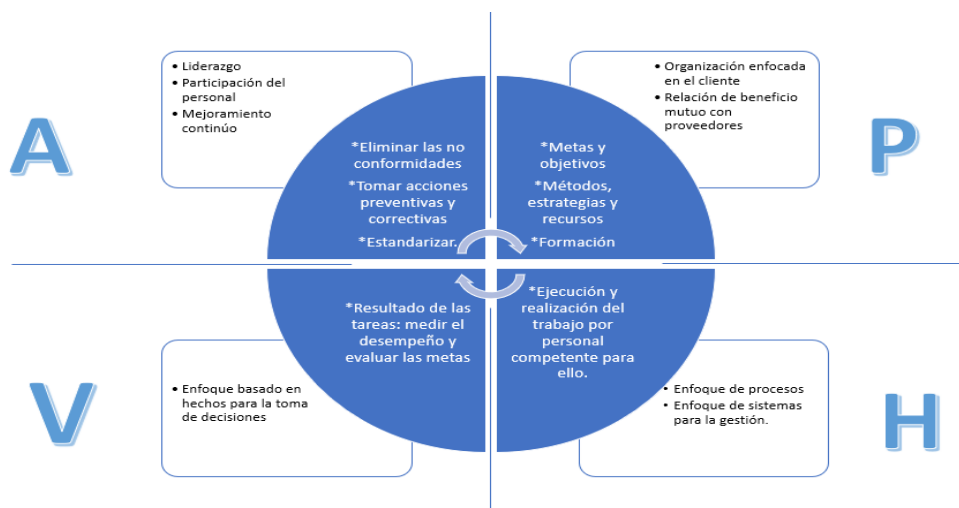 A
• Liderazgo
• Participación del
personal
• Mejoramiento
continúo
*Eliminar las no
conformidades
*Tomar acciones
preventivas y
correctivas
*Estandarizar.
P
• Organización enfocada
en el cliente
• Relación de beneficio
mutuo con
proveedores
*Metas y
objetivos
*Métodos,
estrategias y
recursos
*Formación
V
• Enfoque basado en
hechos para la toma
de decisiones
*Resultado de las
tareas: medir el
desempeño y
evaluar las metas
H
• Enfoque de procesos
• Enfoque de sistemas
para la gestión.
*Ejecución y
realización del
trabajo por
personal
competente para
ello.